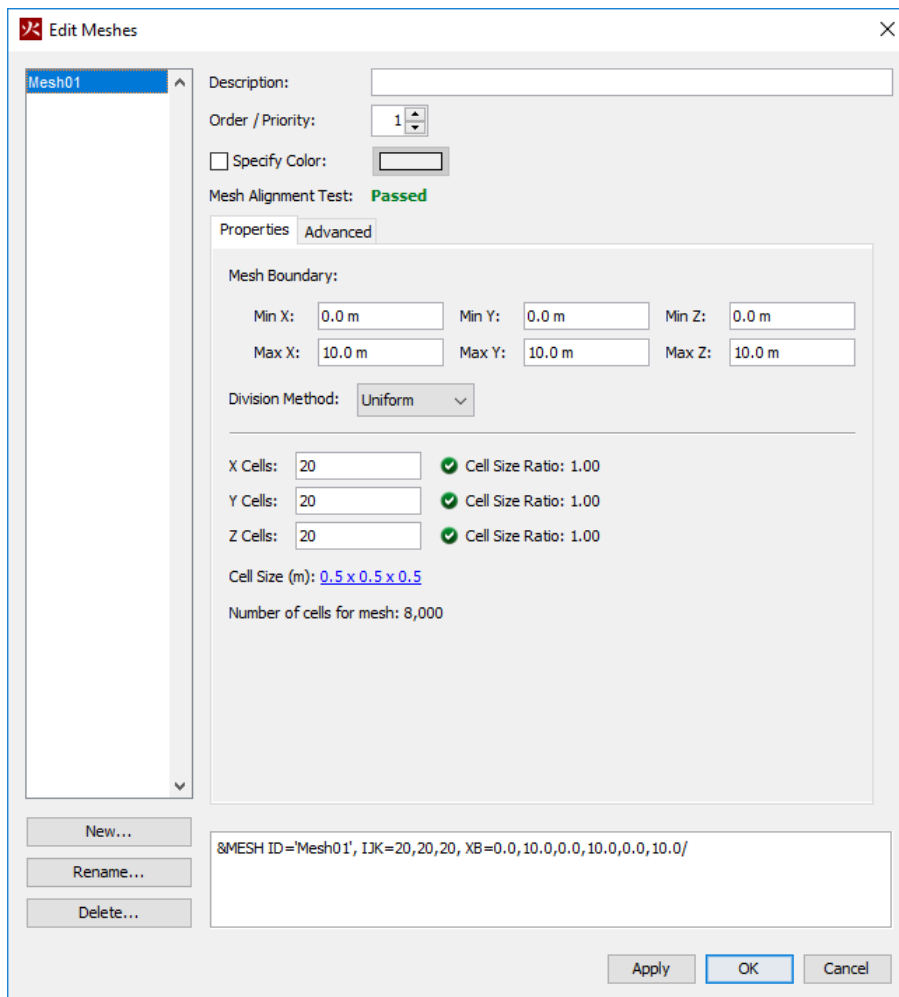 火 Edit Meshes
Mesh01
Description:
Order / Priority: 1
Specify Color:
Mesh Alignment Test: Passed
Properties Advanced
Mesh Boundary:
Min X: 0.0 m Min Y: 0.0 m Min Z: 0.0 m
Max X: 10.0 m Max Y: 10.0 m Max Z: 10.0 m
Division Method: Uniform
X Cells: 20 Cell Size Ratio: 1.00
Y Cells: 20 Cell Size Ratio: 1.00
Z Cells: 20 Cell Size Ratio: 1.00
Cell Size (m): 0.5 x 0.5 x 0.5
Number of cells for mesh: 8,000
New...
Rename...
Delete...
&MESH ID='Mesh01', IJK=20,20,20, XB=0.0,10.0,0.0,10.0,0.0,10.0/
Apply OK Cancel